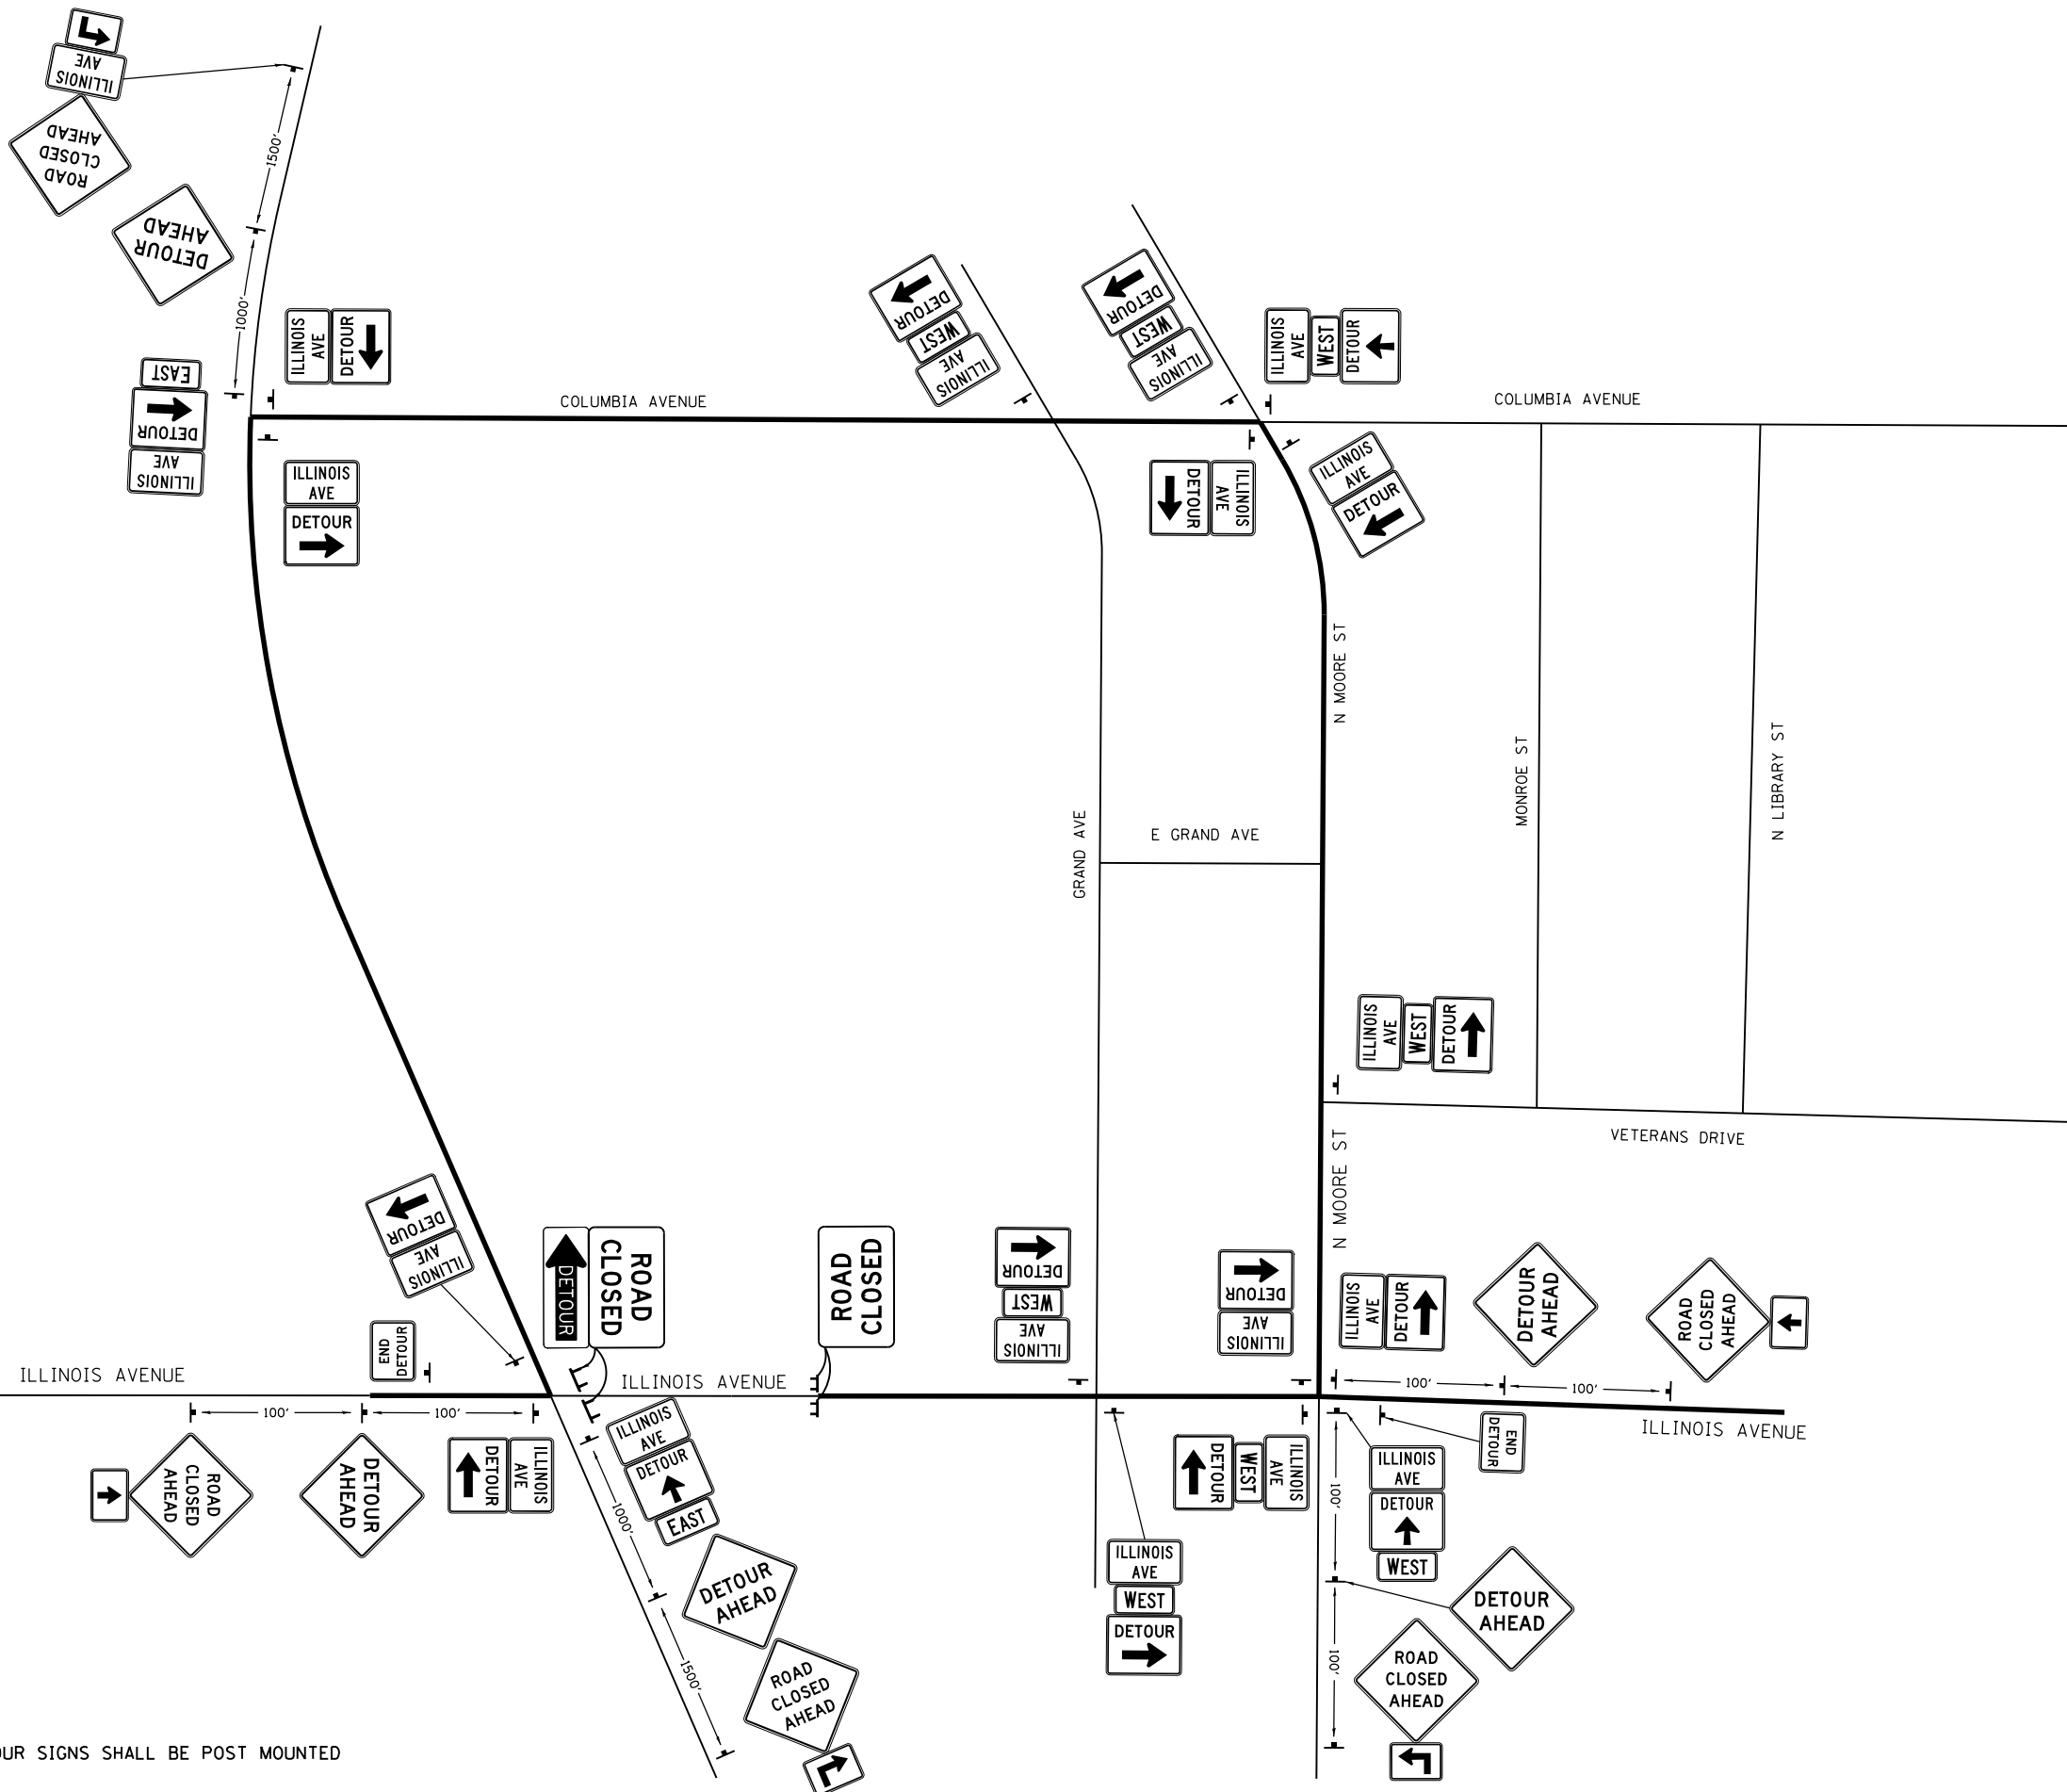 ILLINOIS
AVE
ROAD
CLOSED
AHEAD
DETOUR
AHEAD
1500'
1000'
EAST
DETOUR
ILLINOIS
AVE
ILLINOIS
AVE
DETOUR
ILLINOIS
AVE
DETOUR
COLUMBIA AVENUE
DETOUR
WEST
ILLINOIS
AVE
DETOUR
WEST
ILLINOIS
AVE
ILLINOIS
AVE
WEST
DETOUR
COLUMBIA AVENUE
ILLINOIS
AVE
DETOUR
ILLINOIS
AVE
DETOUR
N MOORE ST
MONROE ST
N LIBRARY ST
GRAND AVE
E GRAND AVE
ILLINOIS
AVE
WEST
DETOUR
VETERANS DRIVE
N MOORE ST
ILLINOIS
AVE
DETOUR
END
DETOUR
ROAD
CLOSED
DETOUR
ROAD
CLOSED
DETOUR
WEST
ILLINOIS
AVE
DETOUR
ILLINOIS
AVE
ILLINOIS
AVE
DETOUR
DETOUR
AHEAD
ROAD
CLOSED
AHEAD
ILLINOIS AVENUE
ILLINOIS AVENUE
100'
100'
ILLINOIS AVENUE
100'
100'
ROAD
CLOSED
AHEAD
DETOUR
AHEAD
ILLINOIS
AVE
DETOUR
ILLINOIS
AVE
DETOUR
EAST
1000'
1500'
DETOUR
AHEAD
ROAD
CLOSED
AHEAD
ILLINOIS
AVE
WEST
DETOUR
ILLINOIS
AVE
WEST
DETOUR
END
DETOUR
ILLINOIS
AVE
DETOUR
WEST
100'
100'
DETOUR
AHEAD
ROAD
CLOSED
AHEAD
OUR SIGNS SHALL BE POST MOUNTED